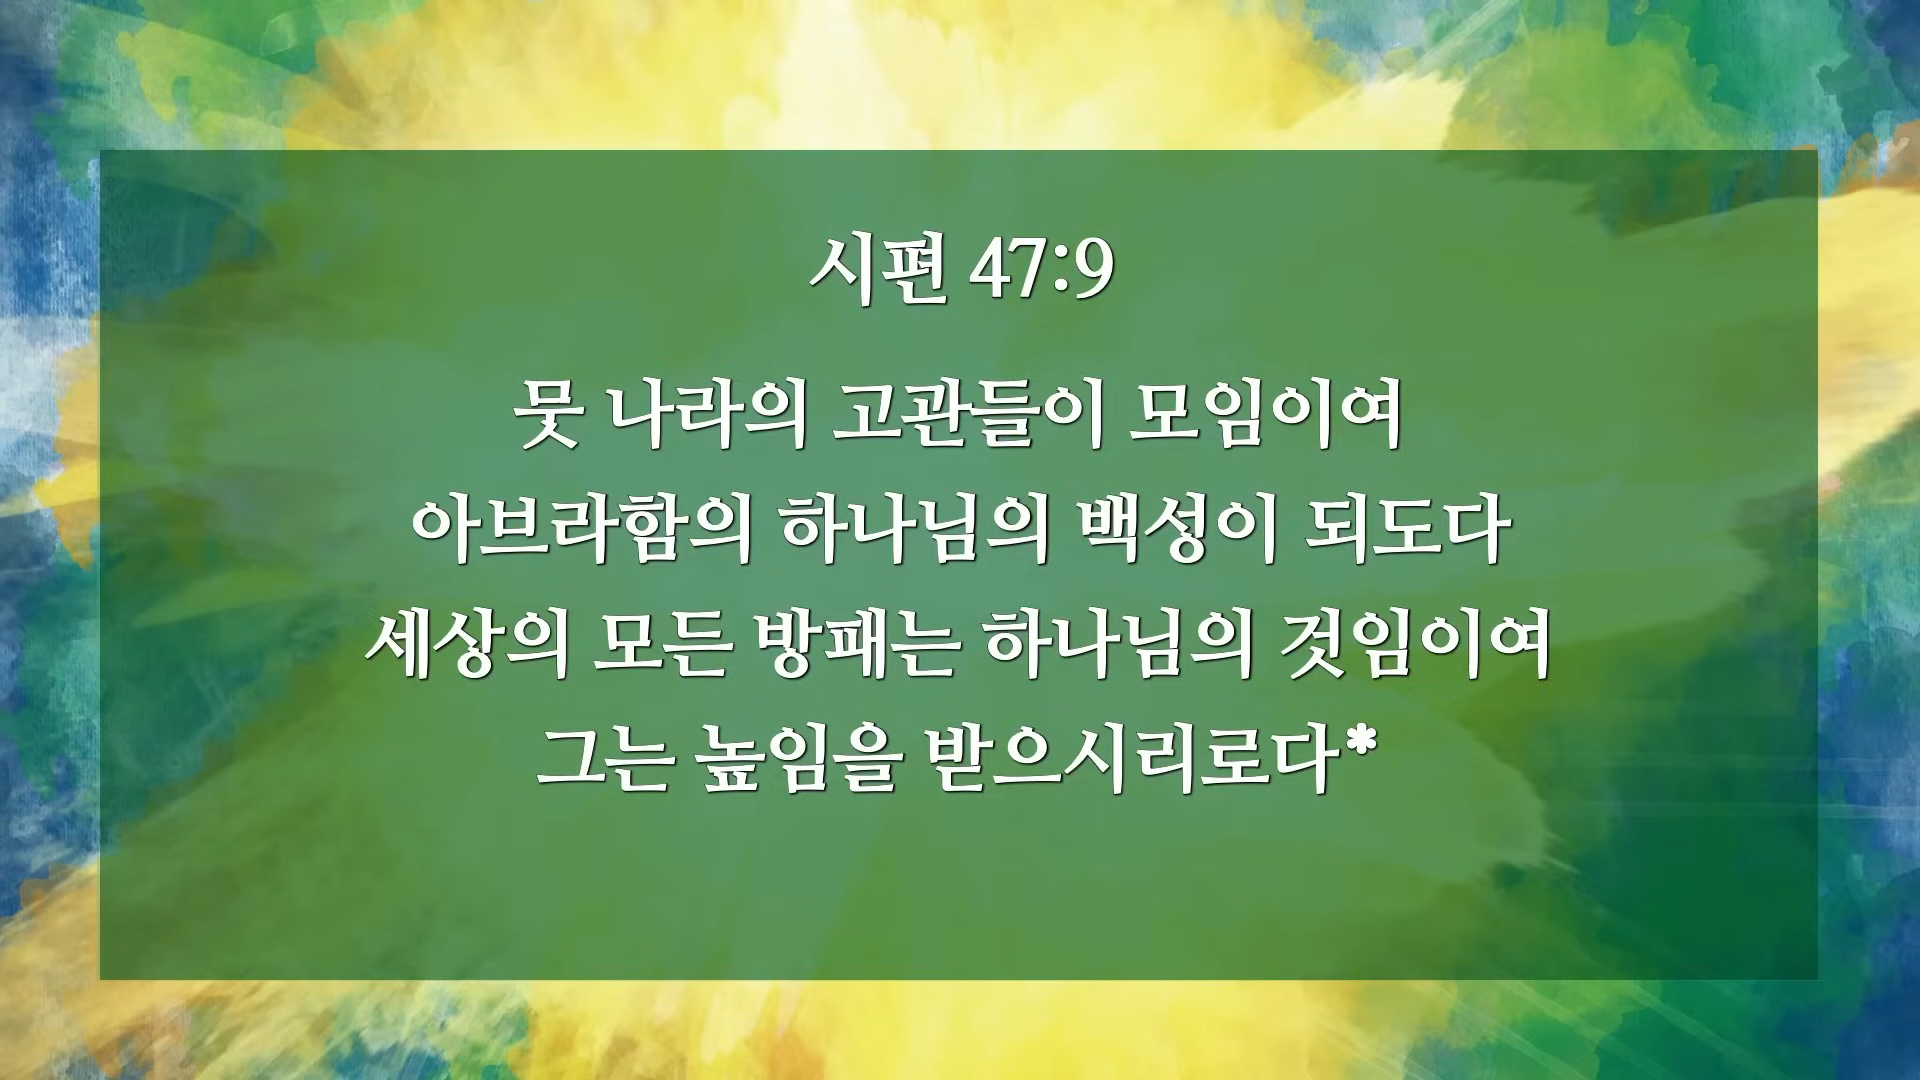 시편 47:9
뭇 나라의 고관들이 모임이여
아브라함의 하나님의 백성이 되도다
세상의 모든 방패는 하나님의 것임이여
그는 높임을 받으시리로다*